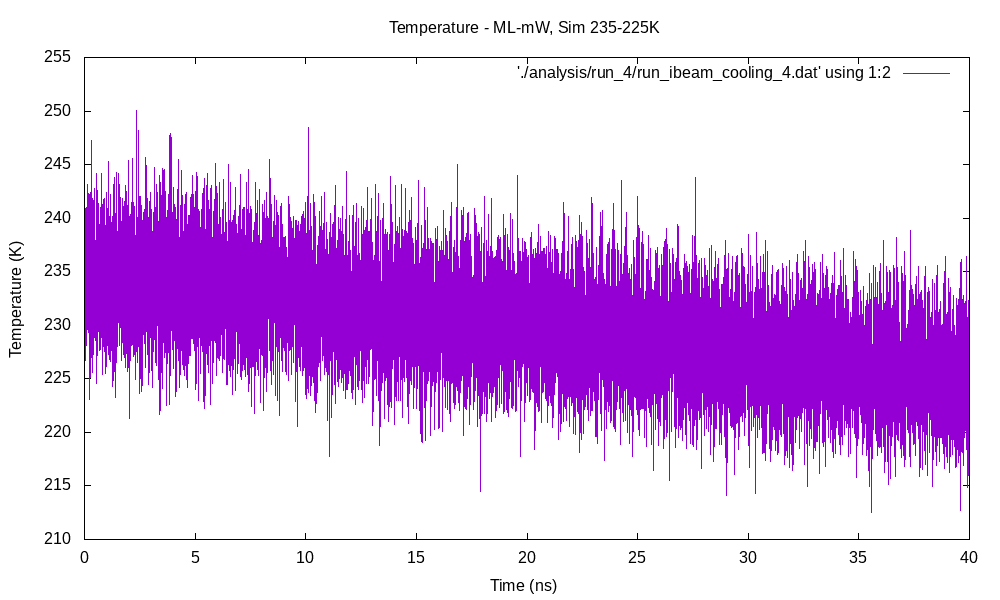 Temperature - ML-mW, Sim 235-225K
'./analysis/run_4/run_ibeam_cooling_4.dat' using 1:2
255
250
245
240
235
230
225
220
215
210
Temperature (K)
0 5 10 15 20 25 30 35 40
Time (ns)